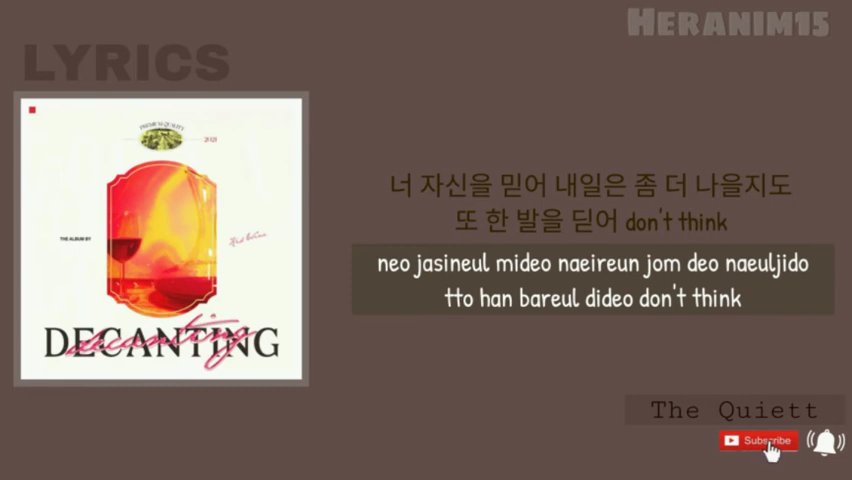 HERANIM15
LYRICS
PREMIUM QUALITY
2021
THE ALBUM BY
DECANTING
decanting
너 자신을 믿어 내일은 좀 더 나을지도
또 한 발을 딛어 don't think
neo jasineul mideo naeireun jom deo naeuljido
tto han bareul dideo don't think
The Quiett
Subscribe